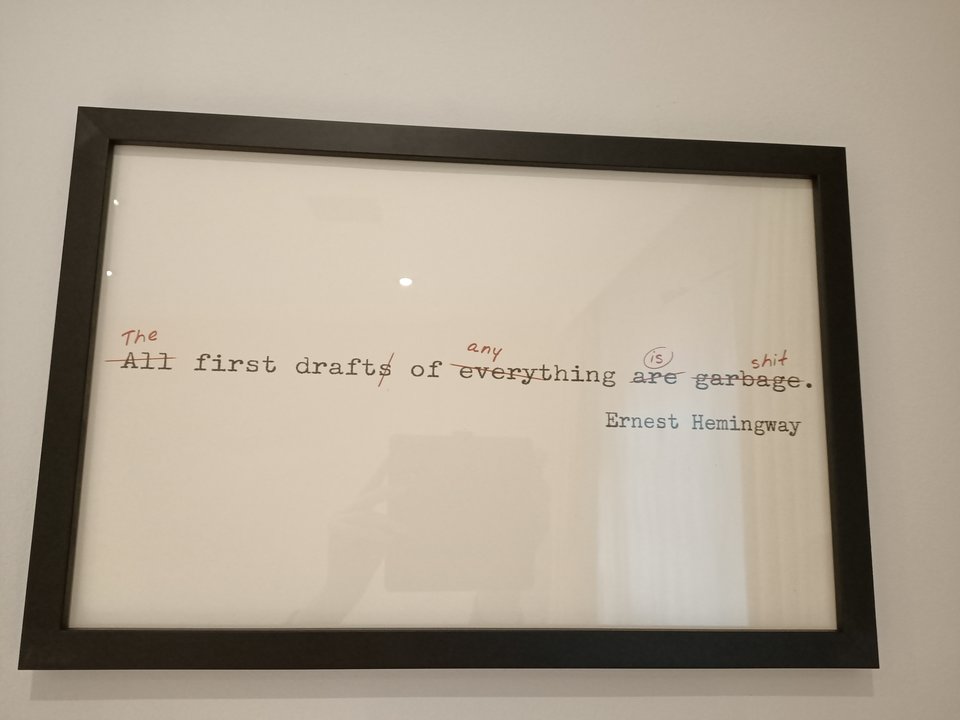 The any is shit
All first drafts of everything are garbage.
Ernest Hemingway